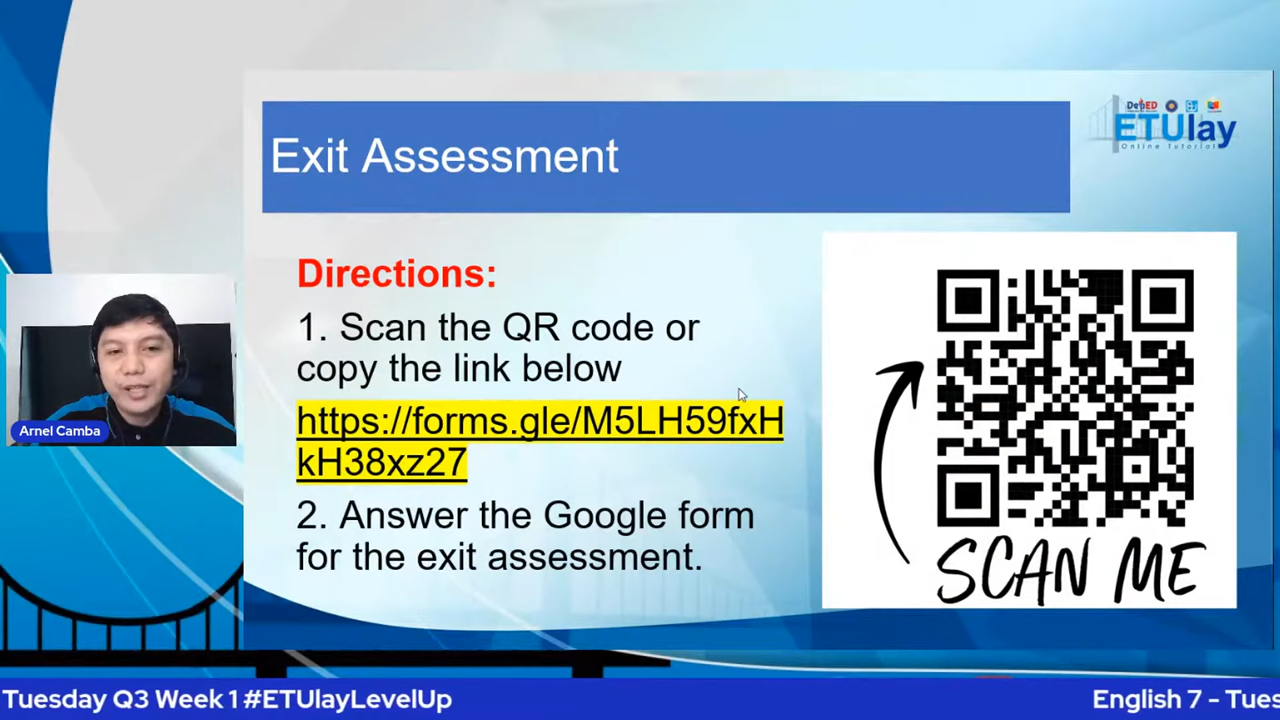 Exit Assessment
DepED
ETUlay
Online Tutorial
Directions:
1. Scan the QR code or
copy the link below
https://forms.gle/M5LH59fxH
kH38xz27
2. Answer the Google form
for the exit assessment.
SCAN ME
Arnel Camba
Tuesday Q3 Week 1 #ETUlayLevelUp
English 7 - Tues